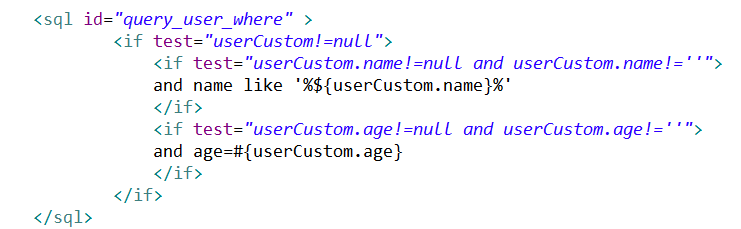 <sql id="query_user_where" >
<if test="userCustom!=null">
<if test="userCustom.name!=null and userCustom.name!=''">
and name like '%${userCustom.name}%'
</if>
<if test="userCustom.age!=null and userCustom.age!=''">
and age=#{userCustom.age}
</if>
</if>
</sql>